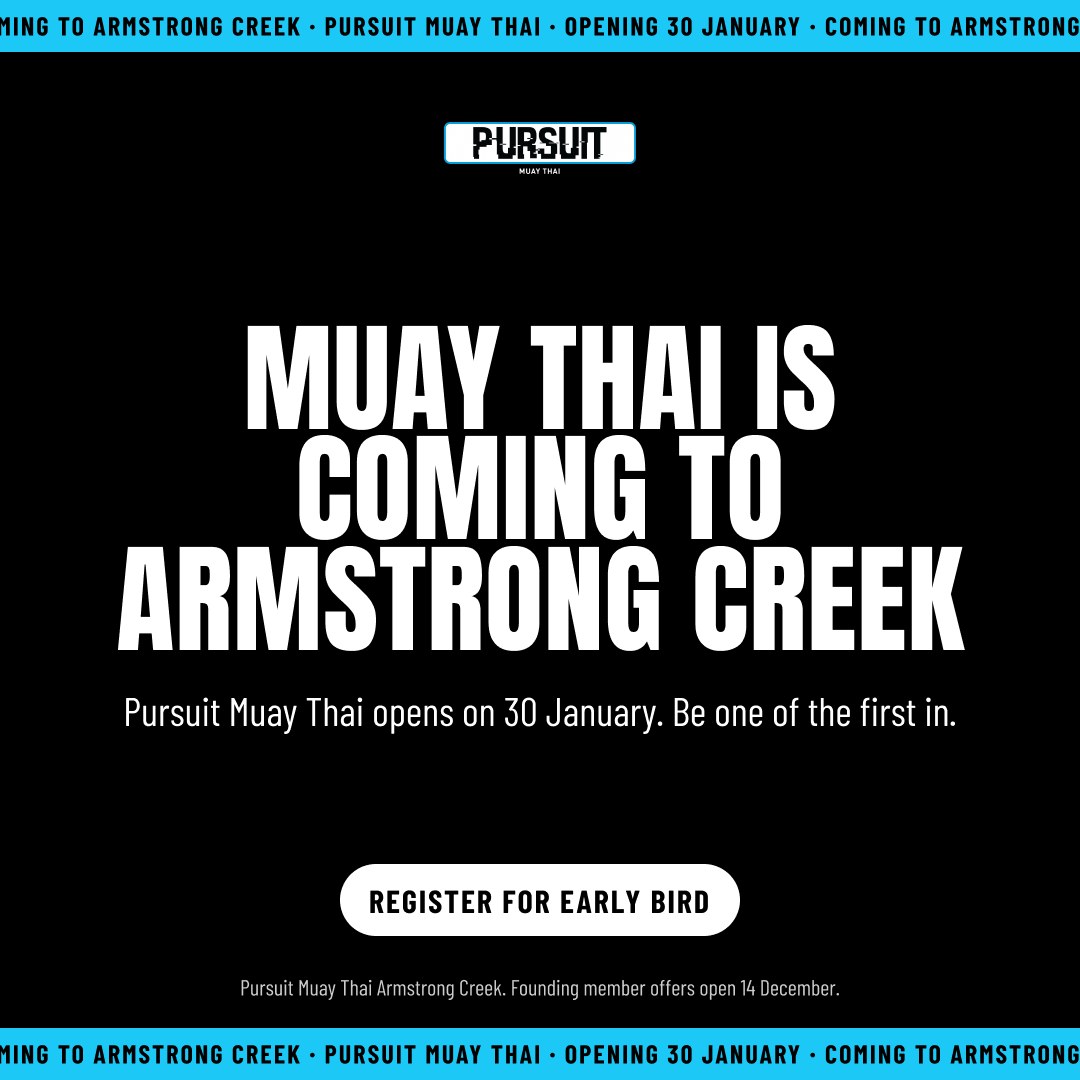 MING TO ARMSTRONG CREEK · PURSUIT MUAY THAI · OPENING 30 JANUARY · COMING TO ARMSTRONG
PURSUIT
MUAY THAI
MUAY THAI IS
COMING TO
ARMSTRONG CREEK
Pursuit Muay Thai opens on 30 January. Be one of the first in.
REGISTER FOR EARLY BIRD
Pursuit Muay Thai Armstrong Creek. Founding member offers open 14 December.
MING TO ARMSTRONG CREEK · PURSUIT MUAY THAI · OPENING 30 JANUARY · COMING TO ARMSTRONG